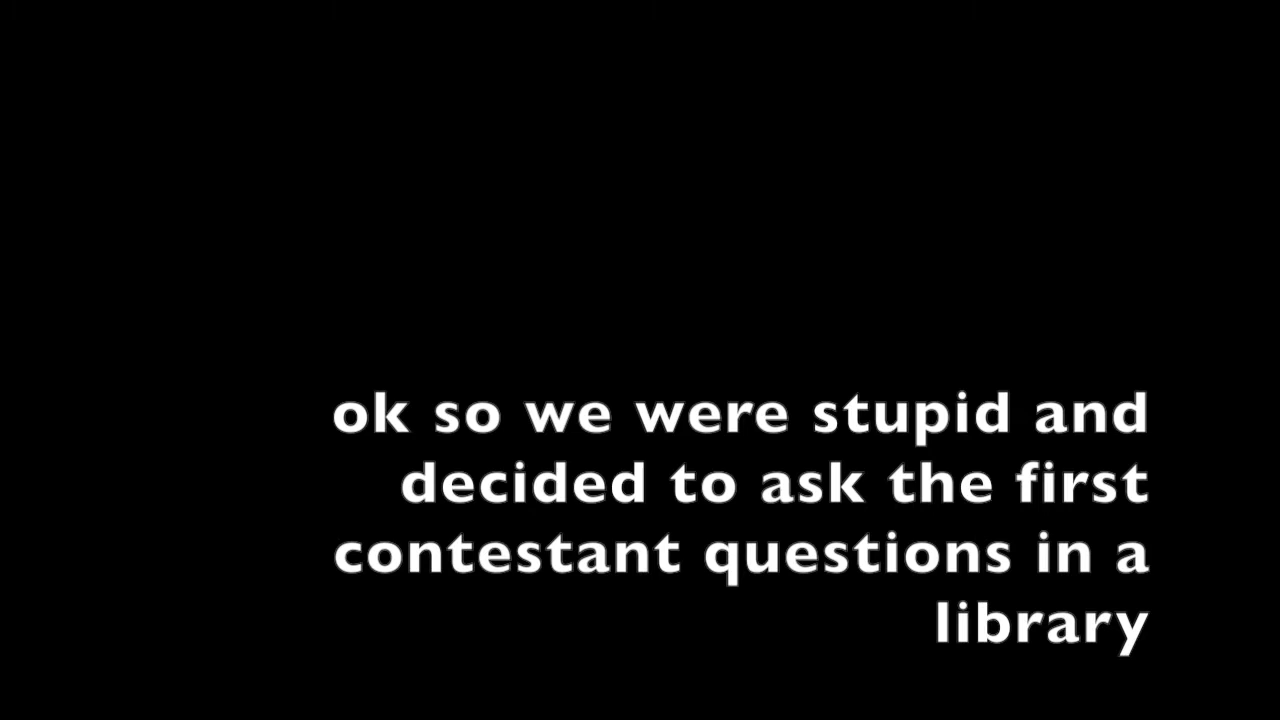 ok so we were stupid and
decided to ask the first
contestant questions in a
library